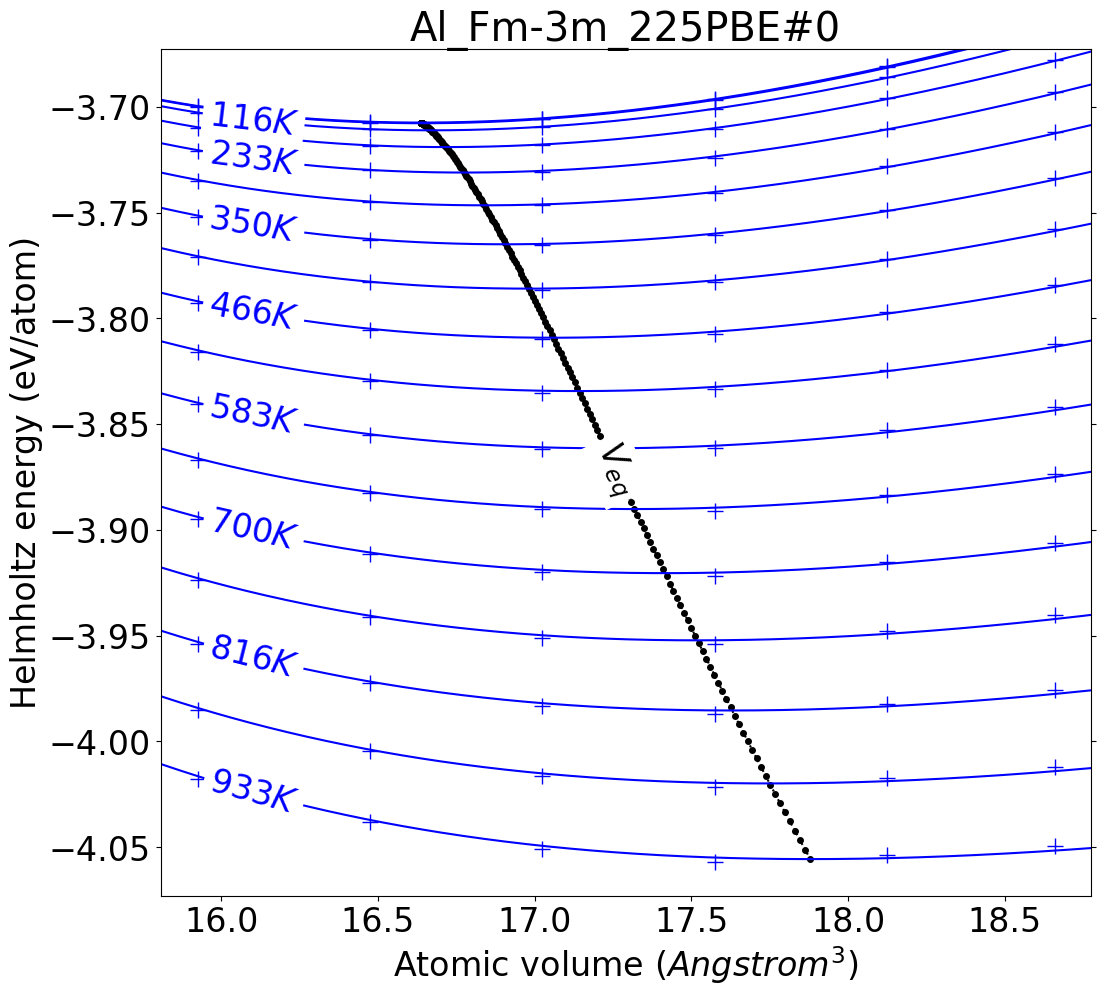 Al_Fm-3m_225PBE#0
Helmholtz energy (eV/atom)
−3.70
−3.75
−3.80
−3.85
−3.90
−3.95
−4.00
−4.05
116K
233K
350K
466K
583K
700K
816K
933K
V_eq
16.0 16.5 17.0 17.5 18.0 18.5
Atomic volume (Angstrom³)